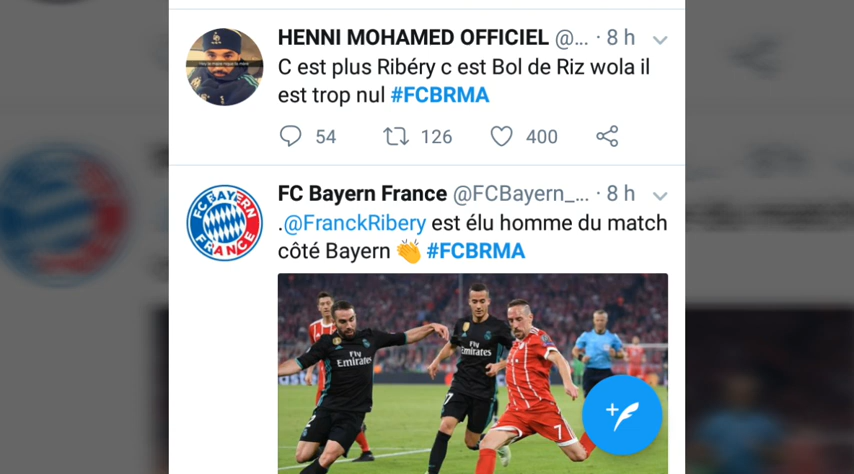 HENNI MOHAMED OFFICIEL @... · 8 h
C est plus Ribéry c est Bol de Riz wola il
est trop nul #FCBRMA
54 126 400
FC Bayern France @FCBayern_... · 8 h
.@FranckRibery est élu homme du match
côté Bayern 👏 #FCBRMA
FC BAYERN
FRANCE
Fly
Emirates
Fly
Emirates
7